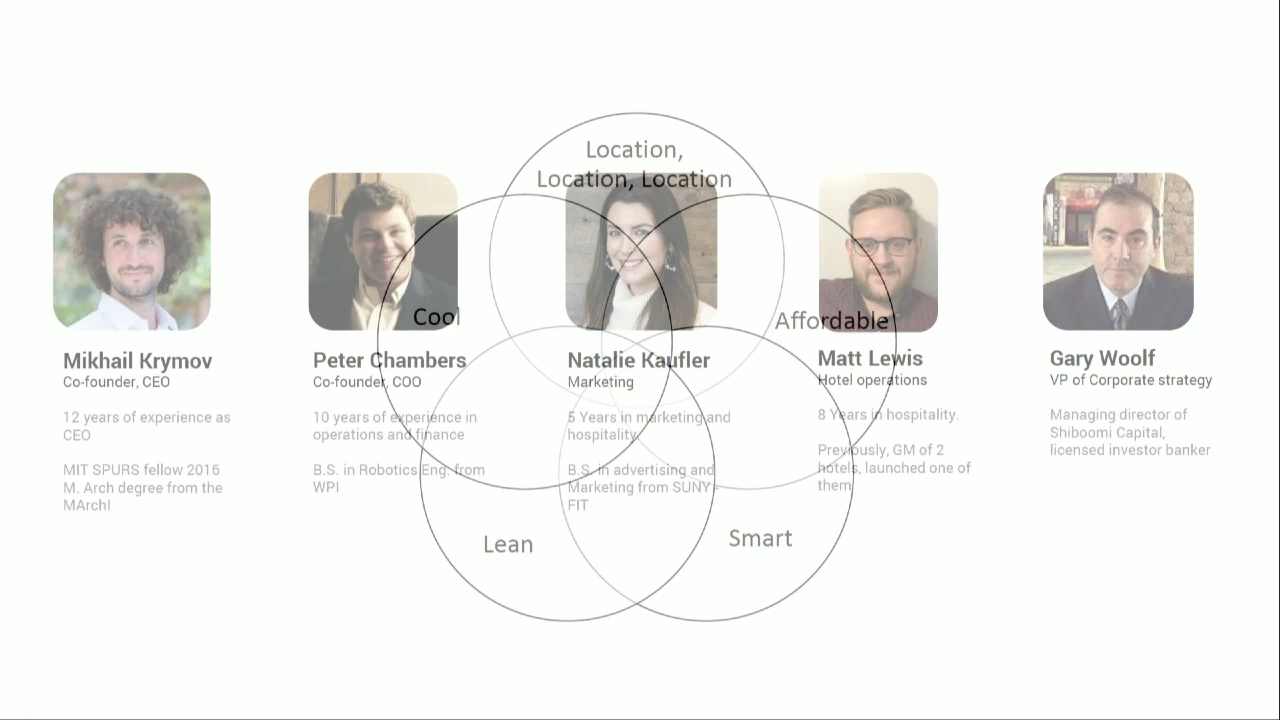 Location,
Location, Location
Cool
Affordable
Mikhail Krymov
Co-founder, CEO
12 years of experience as
CEO
MIT SPURS fellow 2016
M. Arch degree from the
MArchI
Peter Chambers
Co-founder, COO
10 years of experience in
operations and finance
B.S. in Robotics Eng. from
WPI
Natalie Kaufler
Marketing
5 Years in marketing and
hospitality.
B.S. in advertising and
Marketing from SUNY -
FIT
Matt Lewis
Hotel operations
8 Years in hospitality.
Previously, GM of 2
hotels, launched one of
them
Gary Woolf
VP of Corporate strategy
Managing director of
Shiboomi Capital,
licensed investor banker
Lean
Smart